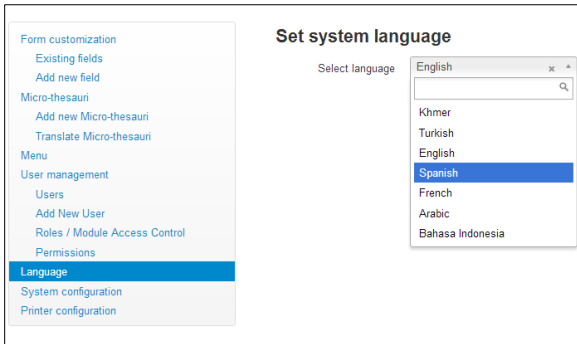 Form customization
Existing fields
Add new field
Micro-thesauri
Add new Micro-thesauri
Translate Micro-thesauri
Menu
User management
Users
Add New User
Roles / Module Access Control
Permissions
Language
System configuration
Printer configuration
Set system language
Select language English
Khmer
Turkish
English
Spanish
French
Arabic
Bahasa Indonesia